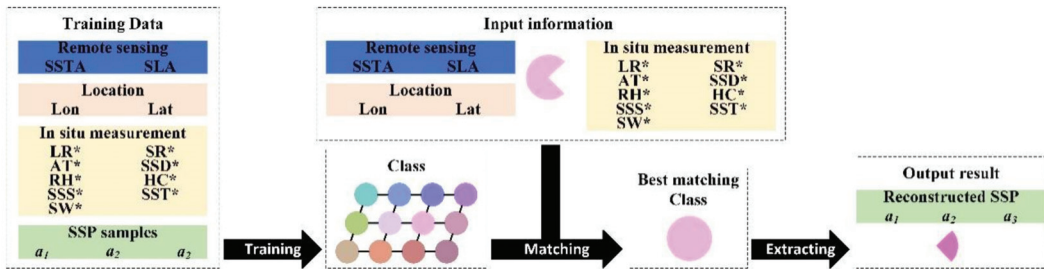 Training Data
Remote sensing
SSTA SLA
Location
Lon Lat
In situ measurement
LR* SR*
AT* SSD*
RH* HC*
SSS* SST*
SW*
SSP samples
a1 a2 a2
Training
Input information
Remote sensing
SSTA SLA
Location
Lon Lat
In situ measurement
LR* SR*
AT* SSD*
RH* HC*
SSS* SST*
SW*
Class
Matching
Best matching
Class
Extracting
Output result
Reconstructed SSP
a1 a2 a3